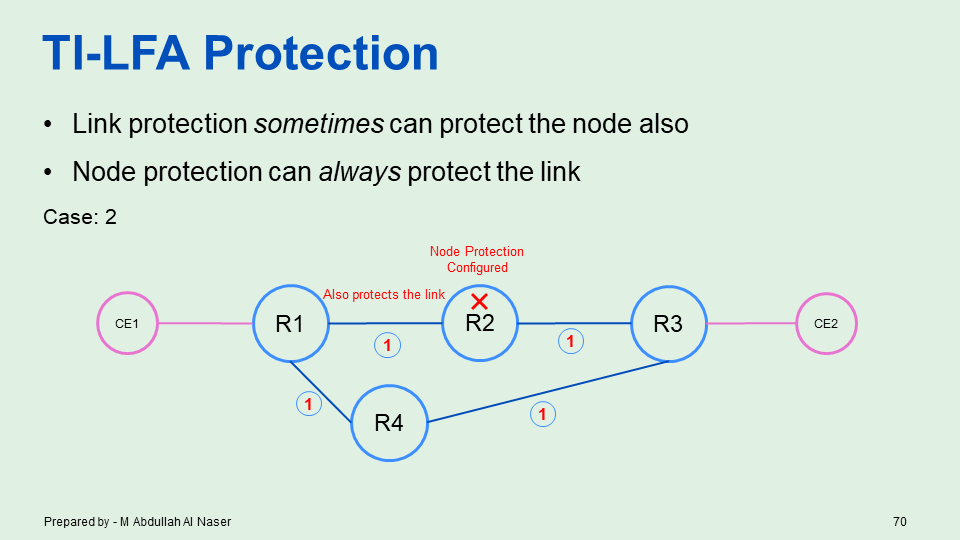 TI-LFA Protection
• Link protection sometimes can protect the node also
• Node protection can always protect the link
Case: 2
Node Protection
Configured
Also protects the link
CE1
R1
R2
R3
CE2
1
1
1
R4
1
Prepared by - M Abdullah Al Naser
70